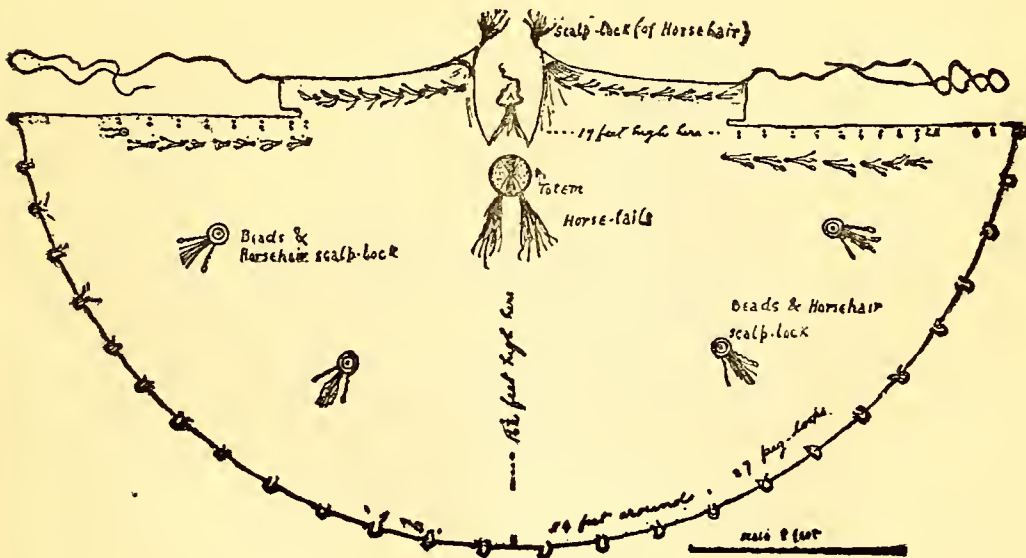 Scalp-Lock (of Horsehair)
17 feet high here
Totem
Horse-tails
Beads &
Horsehair scalp-lock
Beads & Horsehair
scalp-lock
feet high here
27 peg-loops.
54 feet around
scale 8 feet